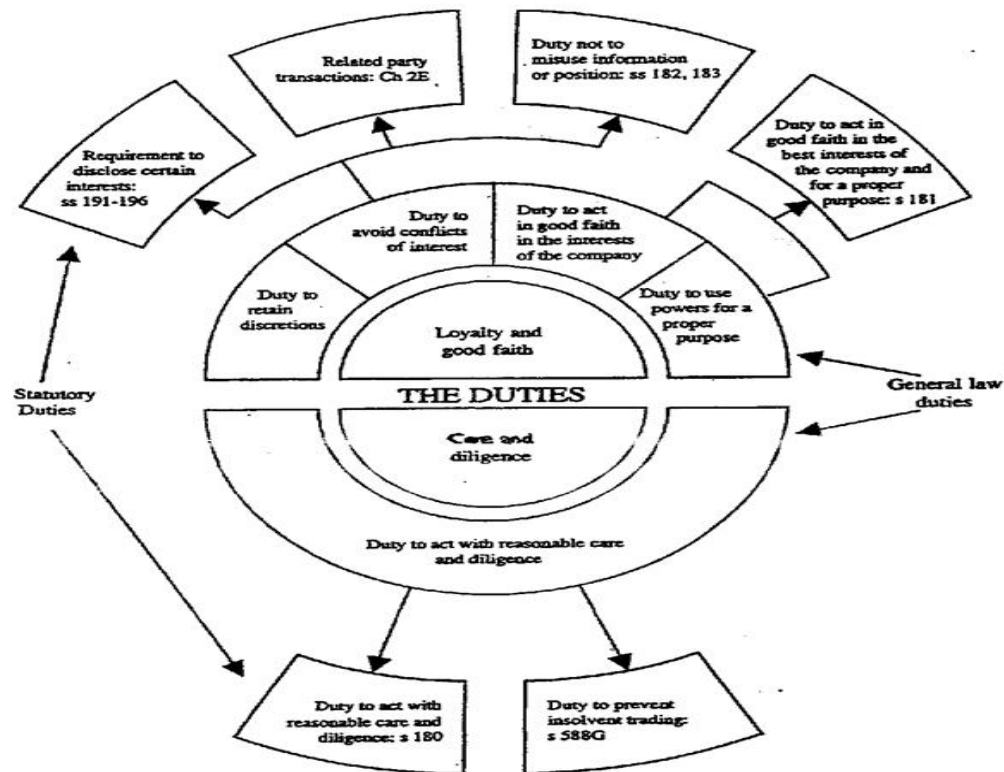 Related party
transactions: Ch 2E
Duty not to
misuse information
or position: ss 182, 183
Requirement to
disclose certain
interests:
ss 191-196
Duty to act in
good faith in the
best interests of
the company and
for a proper
purpose: s 181
Duty to
avoid conflicts
of interest
Duty to act
in good faith
in the interests
of the company
Duty to
retain
discretions
Duty to use
powers for a
proper
purpose
Loyalty and
good faith
Statutory
Duties
THE DUTIES
General law
duties
Care and
diligence
Duty to act with reasonable care
and diligence
Duty to act with
reasonable care and
diligence: s 180
Duty to prevent
insolvent trading:
s 588G